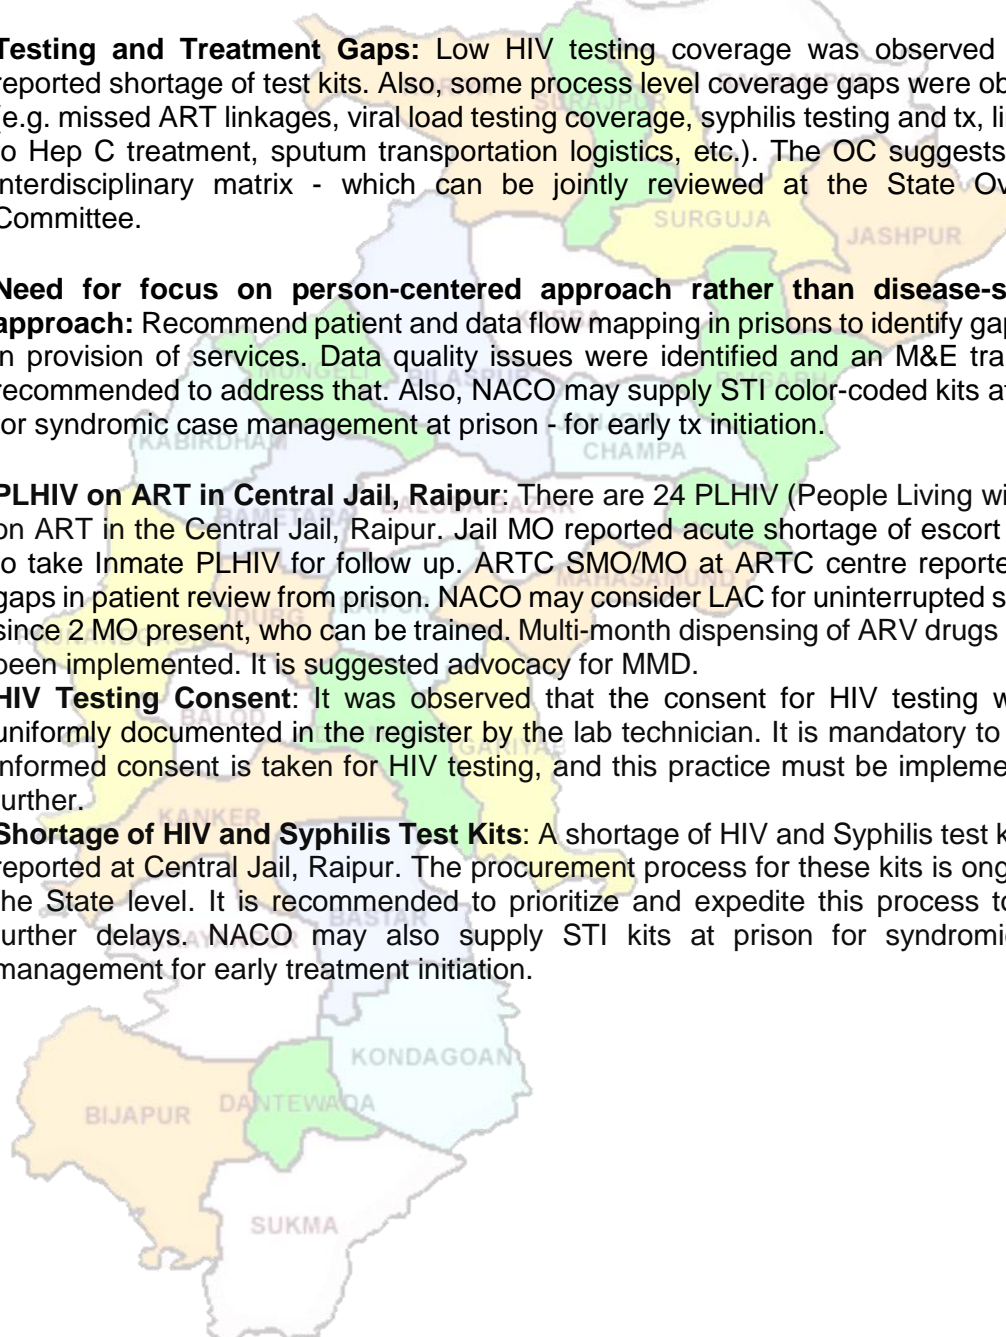 Testing and Treatment Gaps: Low HIV testing coverage was observed
reported shortage of test kits. Also, some process level coverage gaps were ob
(e.g. missed ART linkages, viral load testing coverage, syphilis testing and tx, li
to Hep C treatment, sputum transportation logistics, etc.). The OC suggests
interdisciplinary matrix - which can be jointly reviewed at the State Ov
Committee.
SURAJPUR
SURGUJA
JASHPUR
Need for focus on person-centered approach rather than disease-s
approach: Recommend patient and data flow mapping in prisons to identify gap
in provision of services. Data quality issues were identified and an M&E tra
recommended to address that. Also, NACO may supply STI color-coded kits at
for syndromic case management at prison - for early tx initiation.
KORBA
MUNGELI
BILASPUR
RAIGARH
KABIRDHAM
CHAMPA
PLHIV on ART in Central Jail, Raipur: There are 24 PLHIV (People Living wi
on ART in the Central Jail, Raipur. Jail MO reported acute shortage of escort
to take Inmate PLHIV for follow up. ARTC SMO/MO at ARTC centre reporte
gaps in patient review from prison. NACO may consider LAC for uninterrupted s
since 2 MO present, who can be trained. Multi-month dispensing of ARV drugs
been implemented. It is suggested advocacy for MMD.
BAMETARA
BALODA BAZAR
MAHASAMUND
DURG
RAIPUR
HIV Testing Consent: It was observed that the consent for HIV testing w
uniformly documented in the register by the lab technician. It is mandatory to
informed consent is taken for HIV testing, and this practice must be impleme
further.
BALOD
GARIYAB
KANKER
Shortage of HIV and Syphilis Test Kits: A shortage of HIV and Syphilis test k
reported at Central Jail, Raipur. The procurement process for these kits is ong
the State level. It is recommended to prioritize and expedite this process to
further delays. NACO may also supply STI kits at prison for syndromi
management for early treatment initiation.
BASTAR
KONDAGOAN
DANTEWADA
BIJAPUR
SUKMA